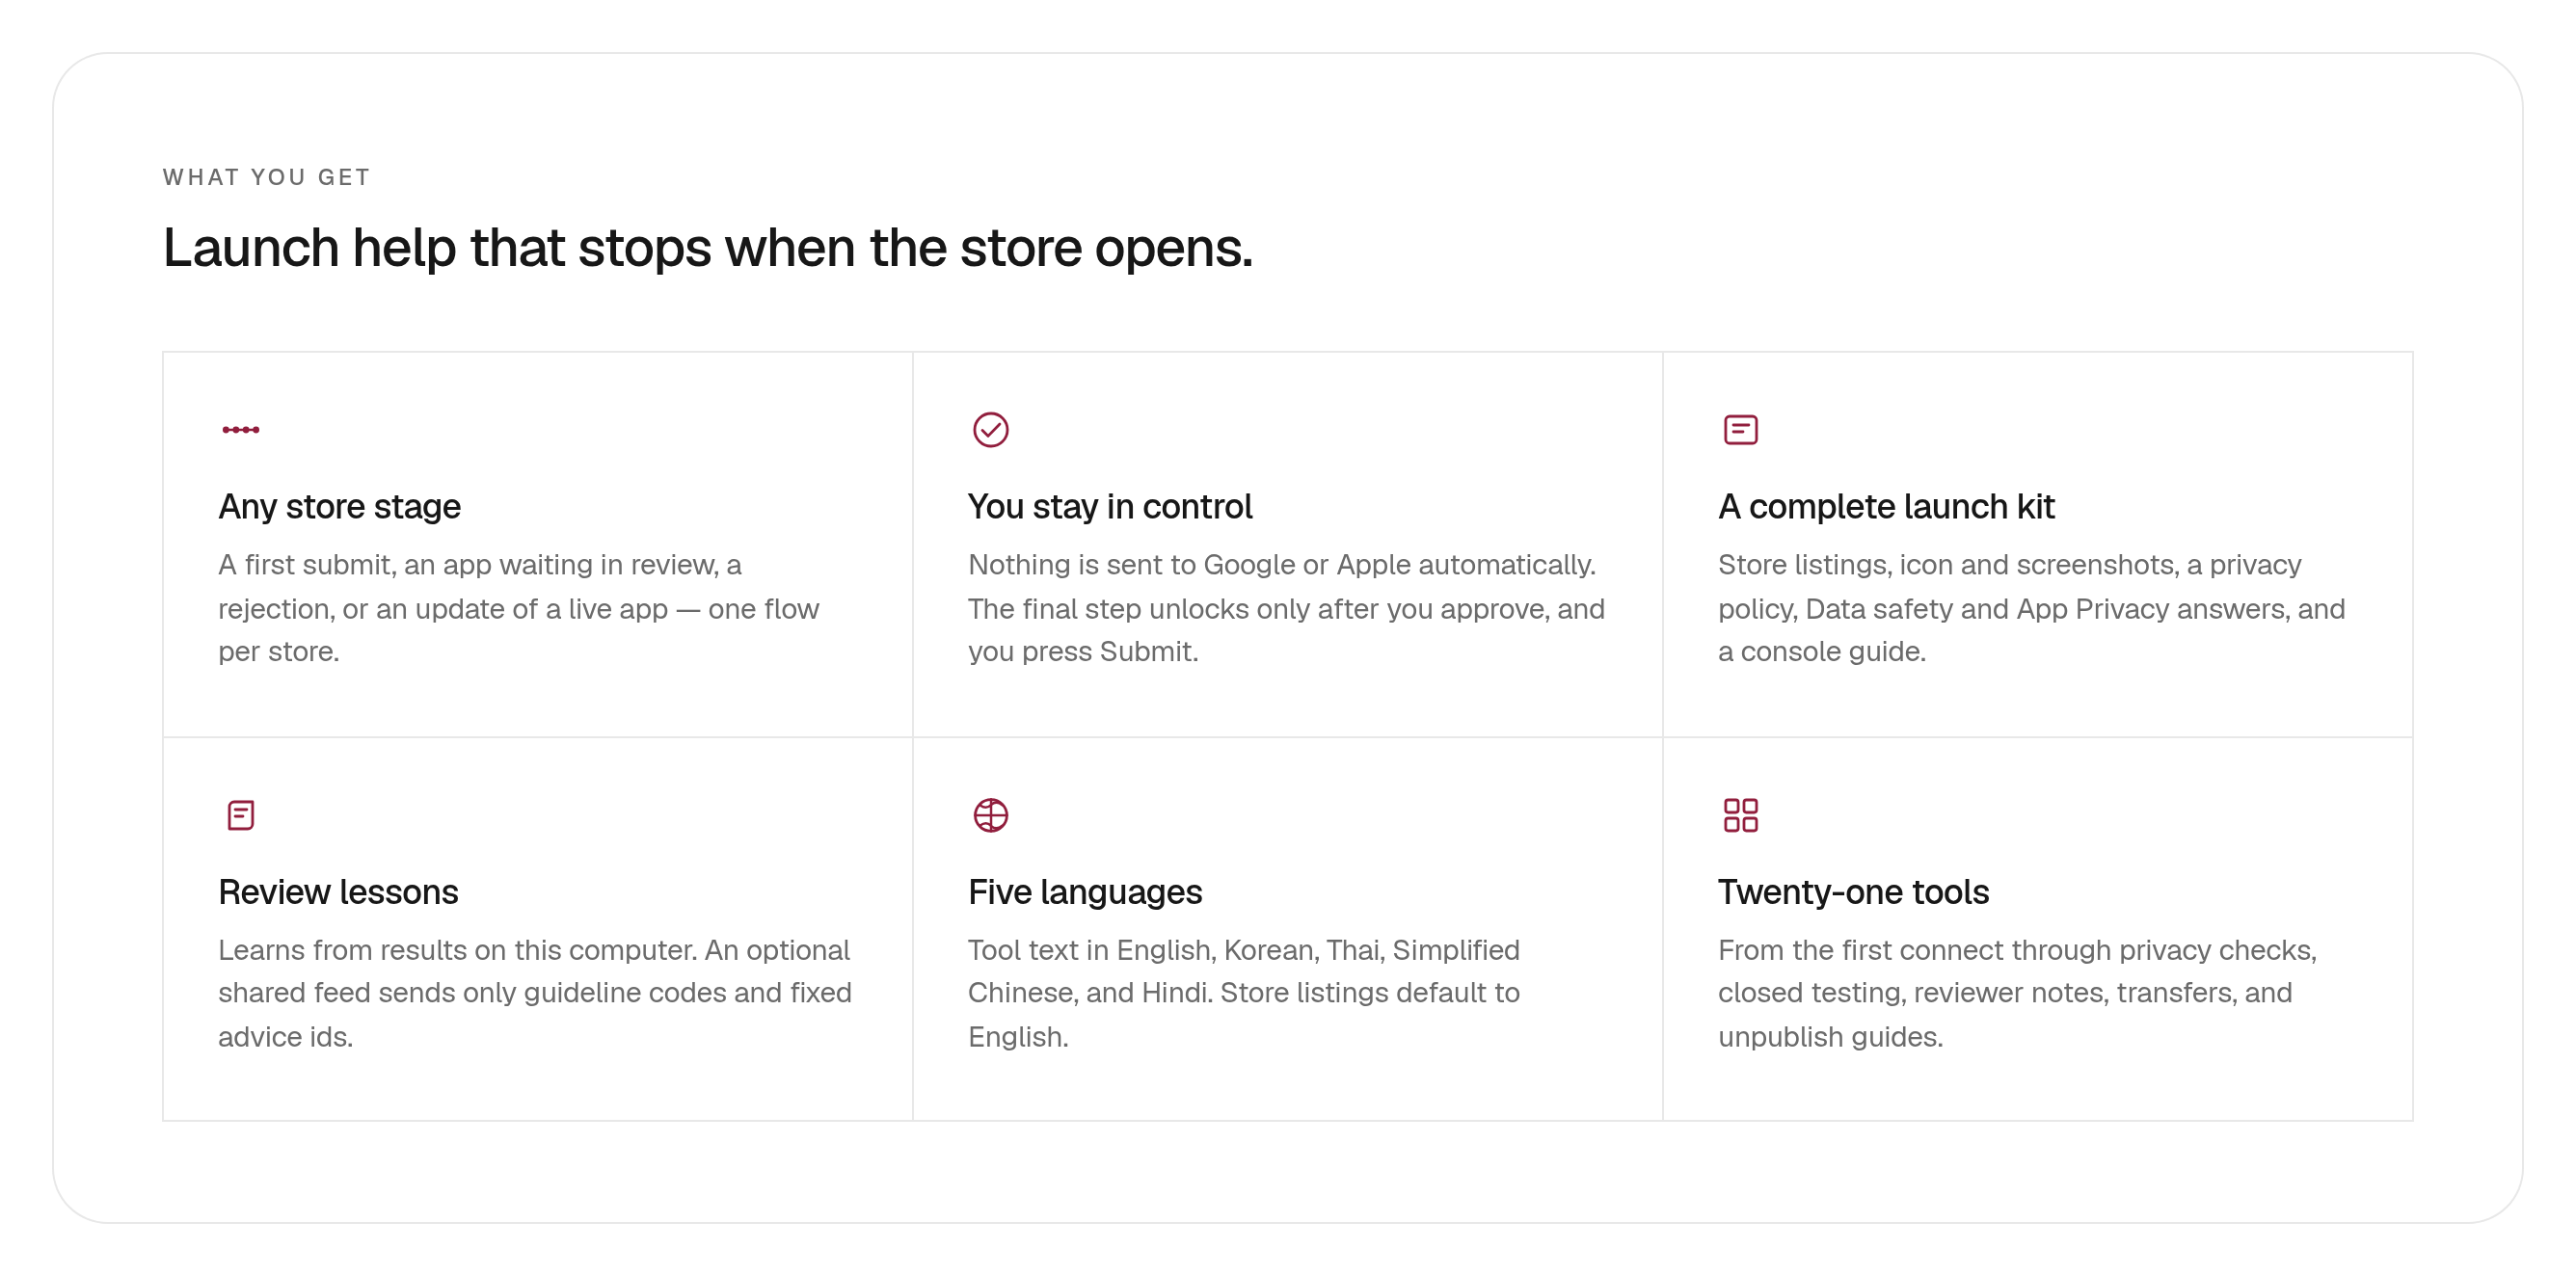 WHAT YOU GET
Launch help that stops when the store opens.
Any store stage
A first submit, an app waiting in review, a
rejection, or an update of a live app — one flow
per store.
You stay in control
Nothing is sent to Google or Apple automatically.
The final step unlocks only after you approve, and
you press Submit.
A complete launch kit
Store listings, icon and screenshots, a privacy
policy, Data safety and App Privacy answers, and
a console guide.
Review lessons
Learns from results on this computer. An optional
shared feed sends only guideline codes and fixed
advice ids.
Five languages
Tool text in English, Korean, Thai, Simplified
Chinese, and Hindi. Store listings default to
English.
Twenty-one tools
From the first connect through privacy checks,
closed testing, reviewer notes, transfers, and
unpublish guides.